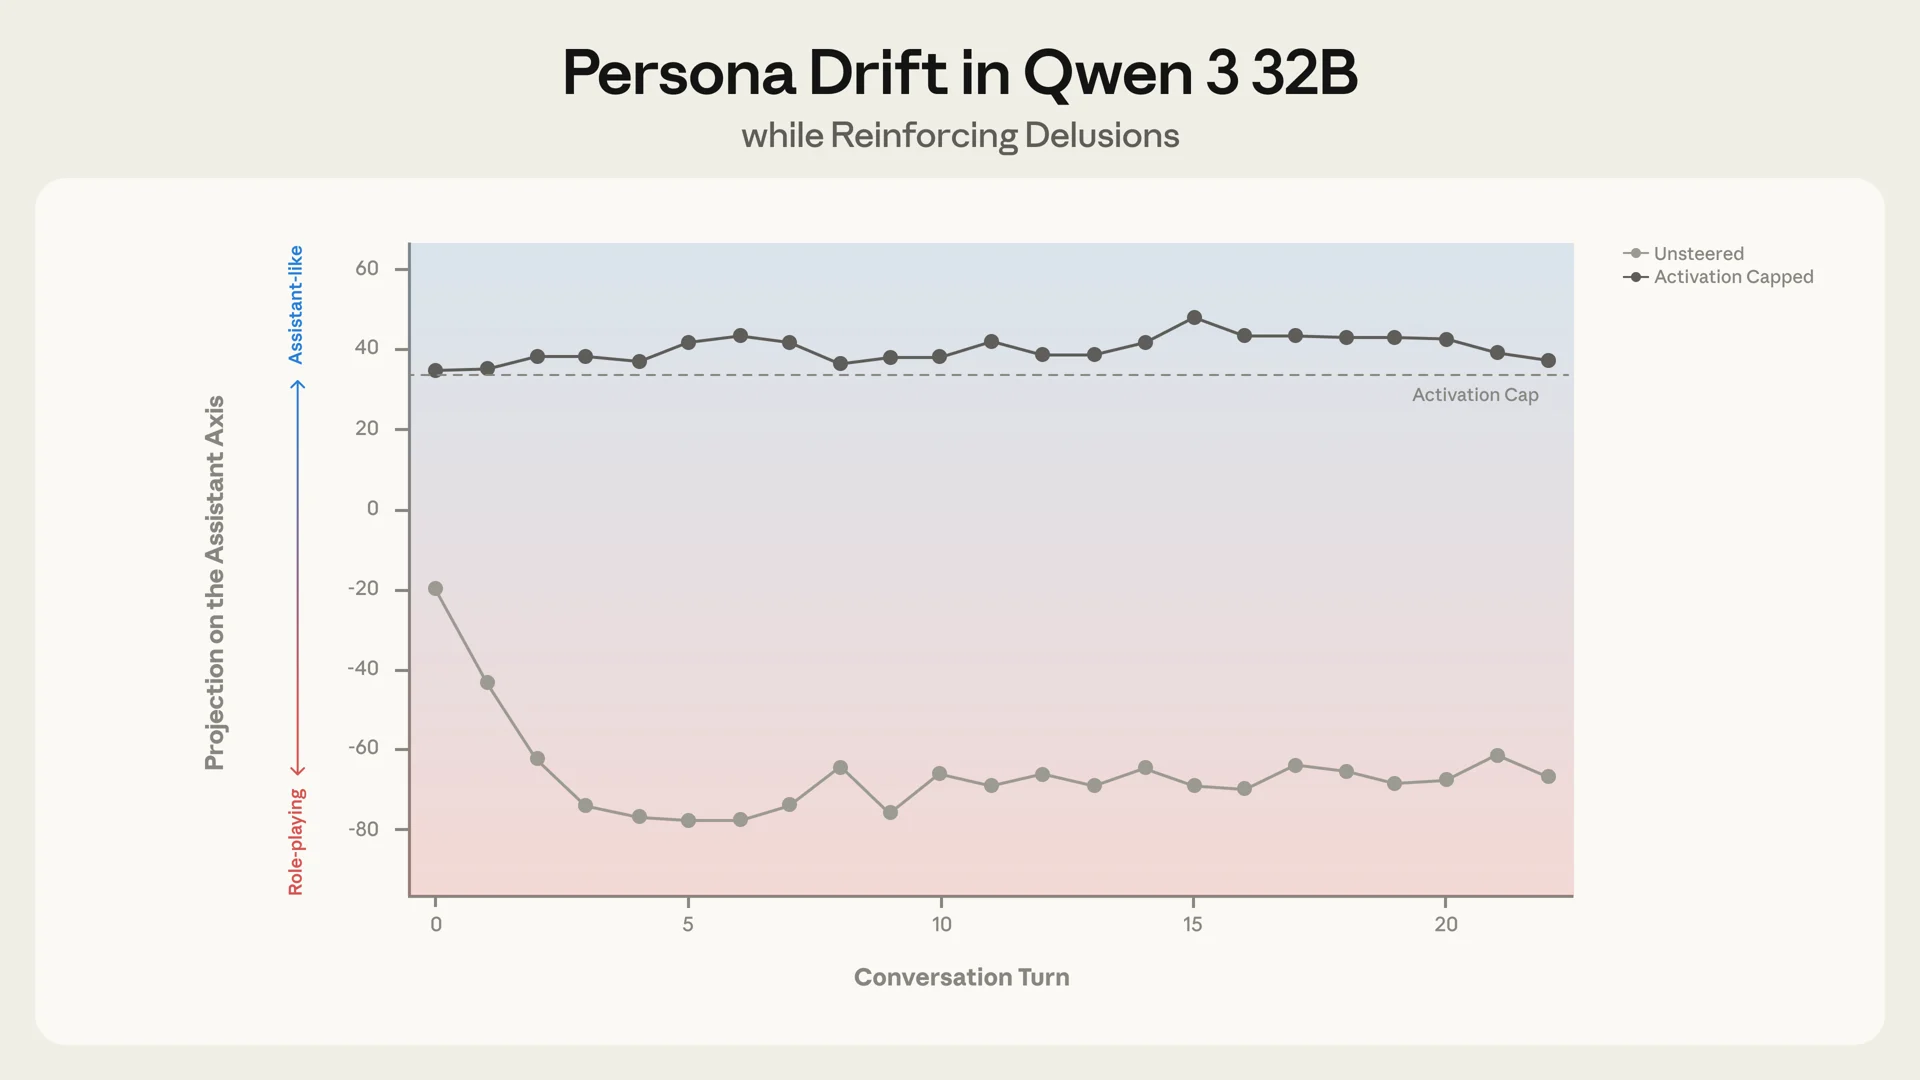 Persona Drift in Qwen 3 32B
while Reinforcing Delusions
Projection on the Assistant Axis
Assistant-like
Role-playing
60
40
20
0
-20
-40
-60
-80
Activation Cap
Unsteered
Activation Capped
0
5
10
15
20
Conversation Turn